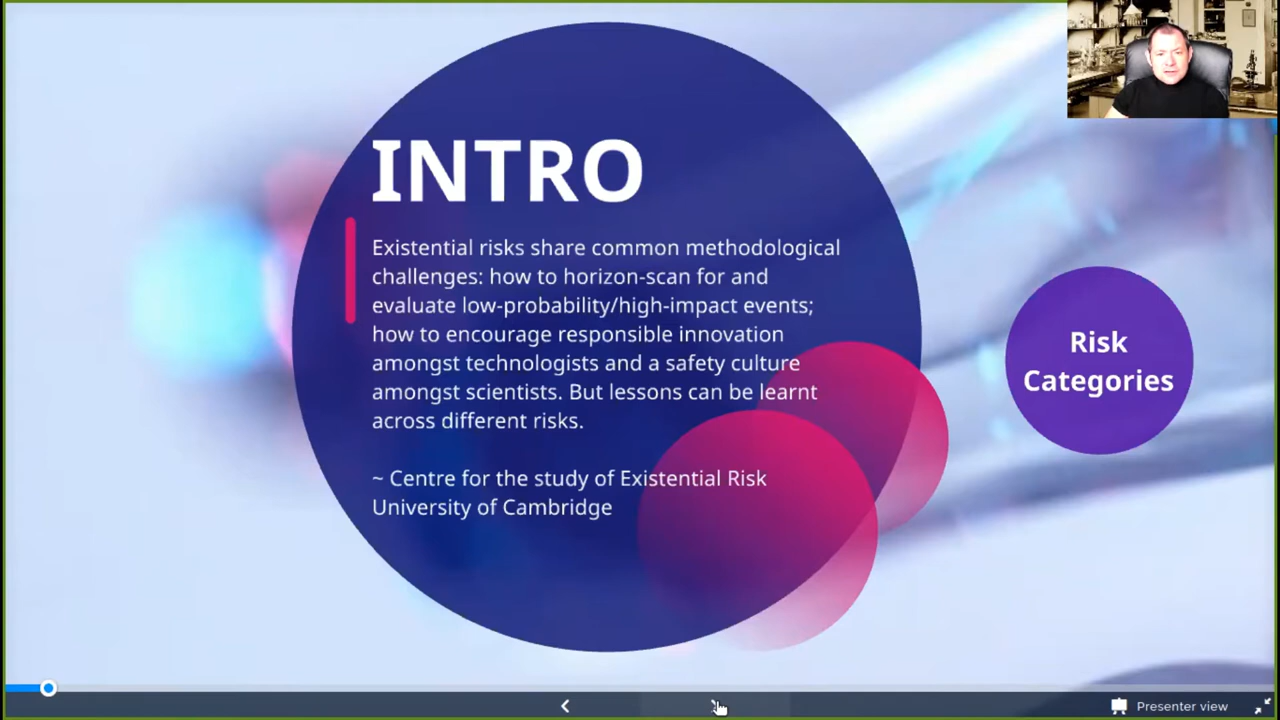 INTRO
Existential risks share common methodological
challenges: how to horizon-scan for and
evaluate low-probability/high-impact events;
how to encourage responsible innovation
amongst technologists and a safety culture
amongst scientists. But lessons can be learnt
across different risks.
~ Centre for the study of Existential Risk
University of Cambridge
Risk
Categories
Presenter view